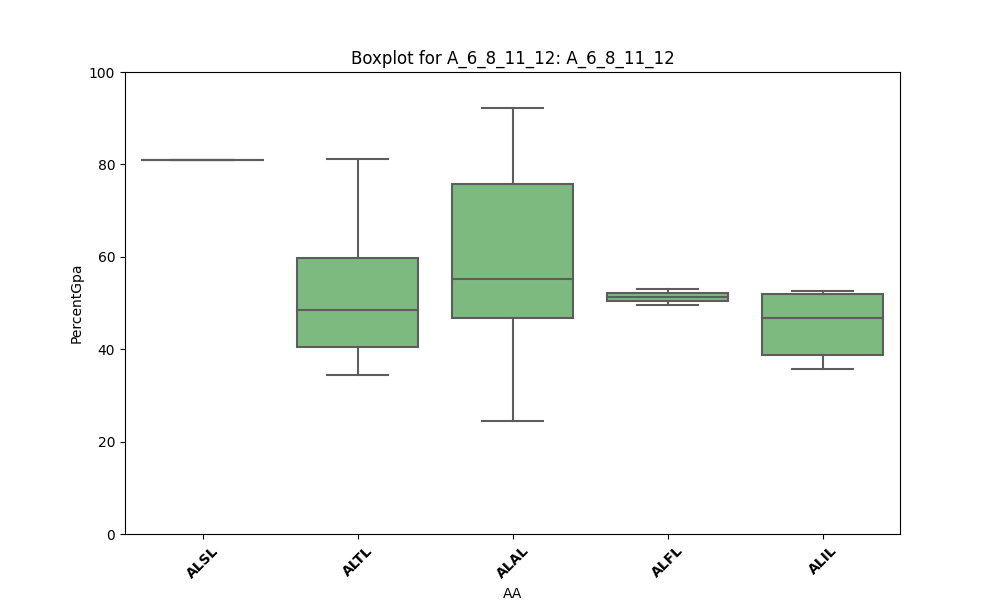 Boxplot for A_6_8_11_12: A_6_8_11_12
100
80
60
40
20
0
PercentGpa
ALSL
ALTL
ALAL
ALFL
ALIL
AA